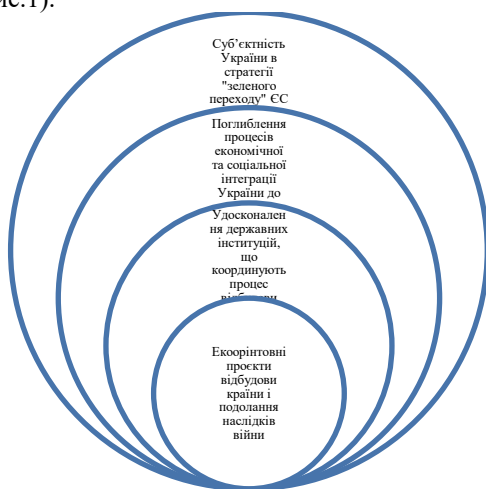 ис.1).
Суб’єктність
України в
стратегії
"зеленого
переходу" ЄС
Поглиблення
процесів
економічної
та соціальної
інтеграції
України до
Удосконален
ня державних
інституцій,
що
координують
процес
відбудови
Екоорінтовні
проєкти
відбудови
країни і
подолання
наслідків
війни